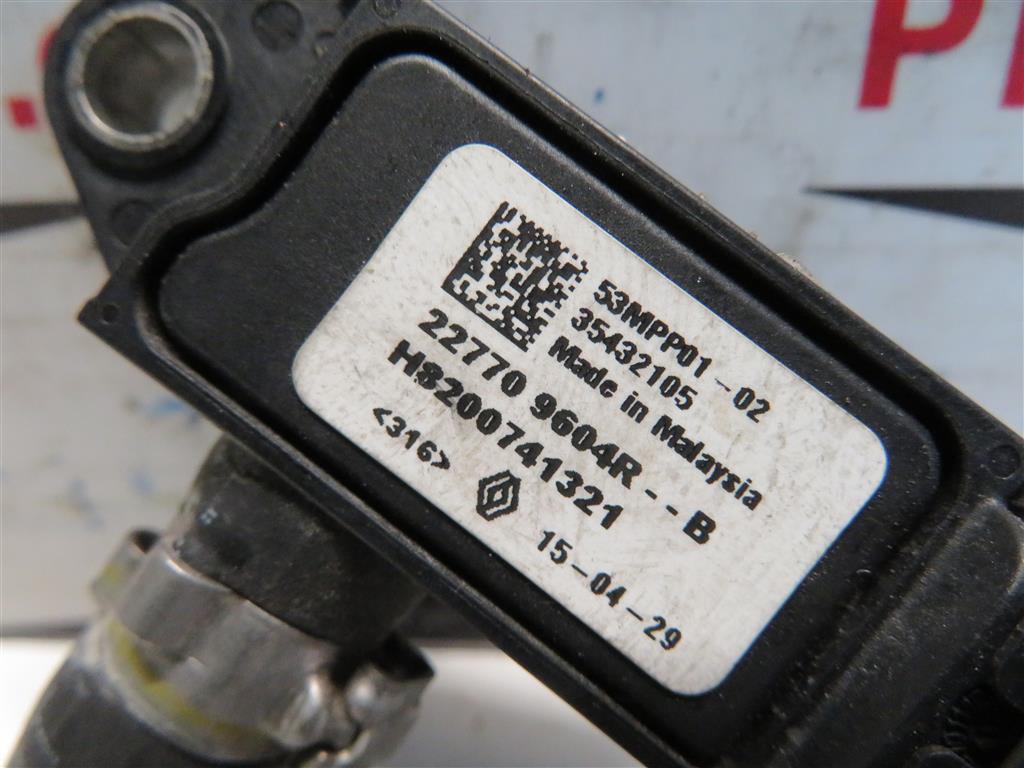 53MPP01-02
35432105
Made in Malaysia
22770 9604R--B
H8200741321
<316>
15-04-29